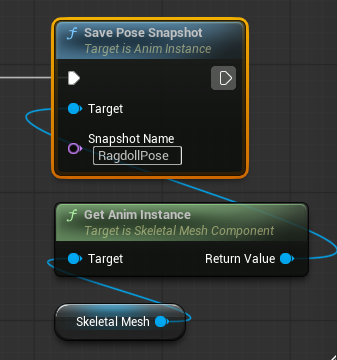 Save Pose Snapshot
Target is Anim Instance
Target
Snapshot Name
RagdollPose
Get Anim Instance
Target is Skeletal Mesh Component
Target Return Value
Skeletal Mesh